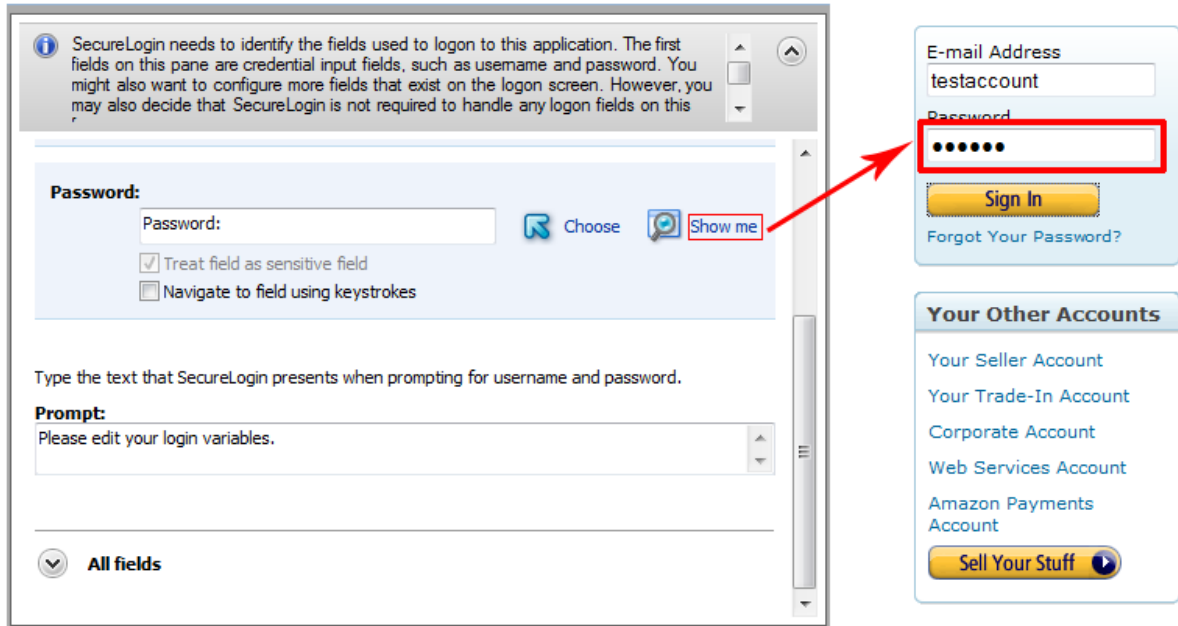 SecureLogin needs to identify the fields used to logon to this application. The first
fields on this pane are credential input fields, such as username and password. You
might also want to configure more fields that exist on the logon screen. However, you
may also decide that SecureLogin is not required to handle any logon fields on this
Password:
Password:
Choose
Show me
Treat field as sensitive field
Navigate to field using keystrokes
Type the text that SecureLogin presents when prompting for username and password.
Prompt:
Please edit your login variables.
All fields
E-mail Address
testaccount
Password
••••••
Sign In
Forgot Your Password?
Your Other Accounts
Your Seller Account
Your Trade-In Account
Corporate Account
Web Services Account
Amazon Payments
Account
Sell Your Stuff